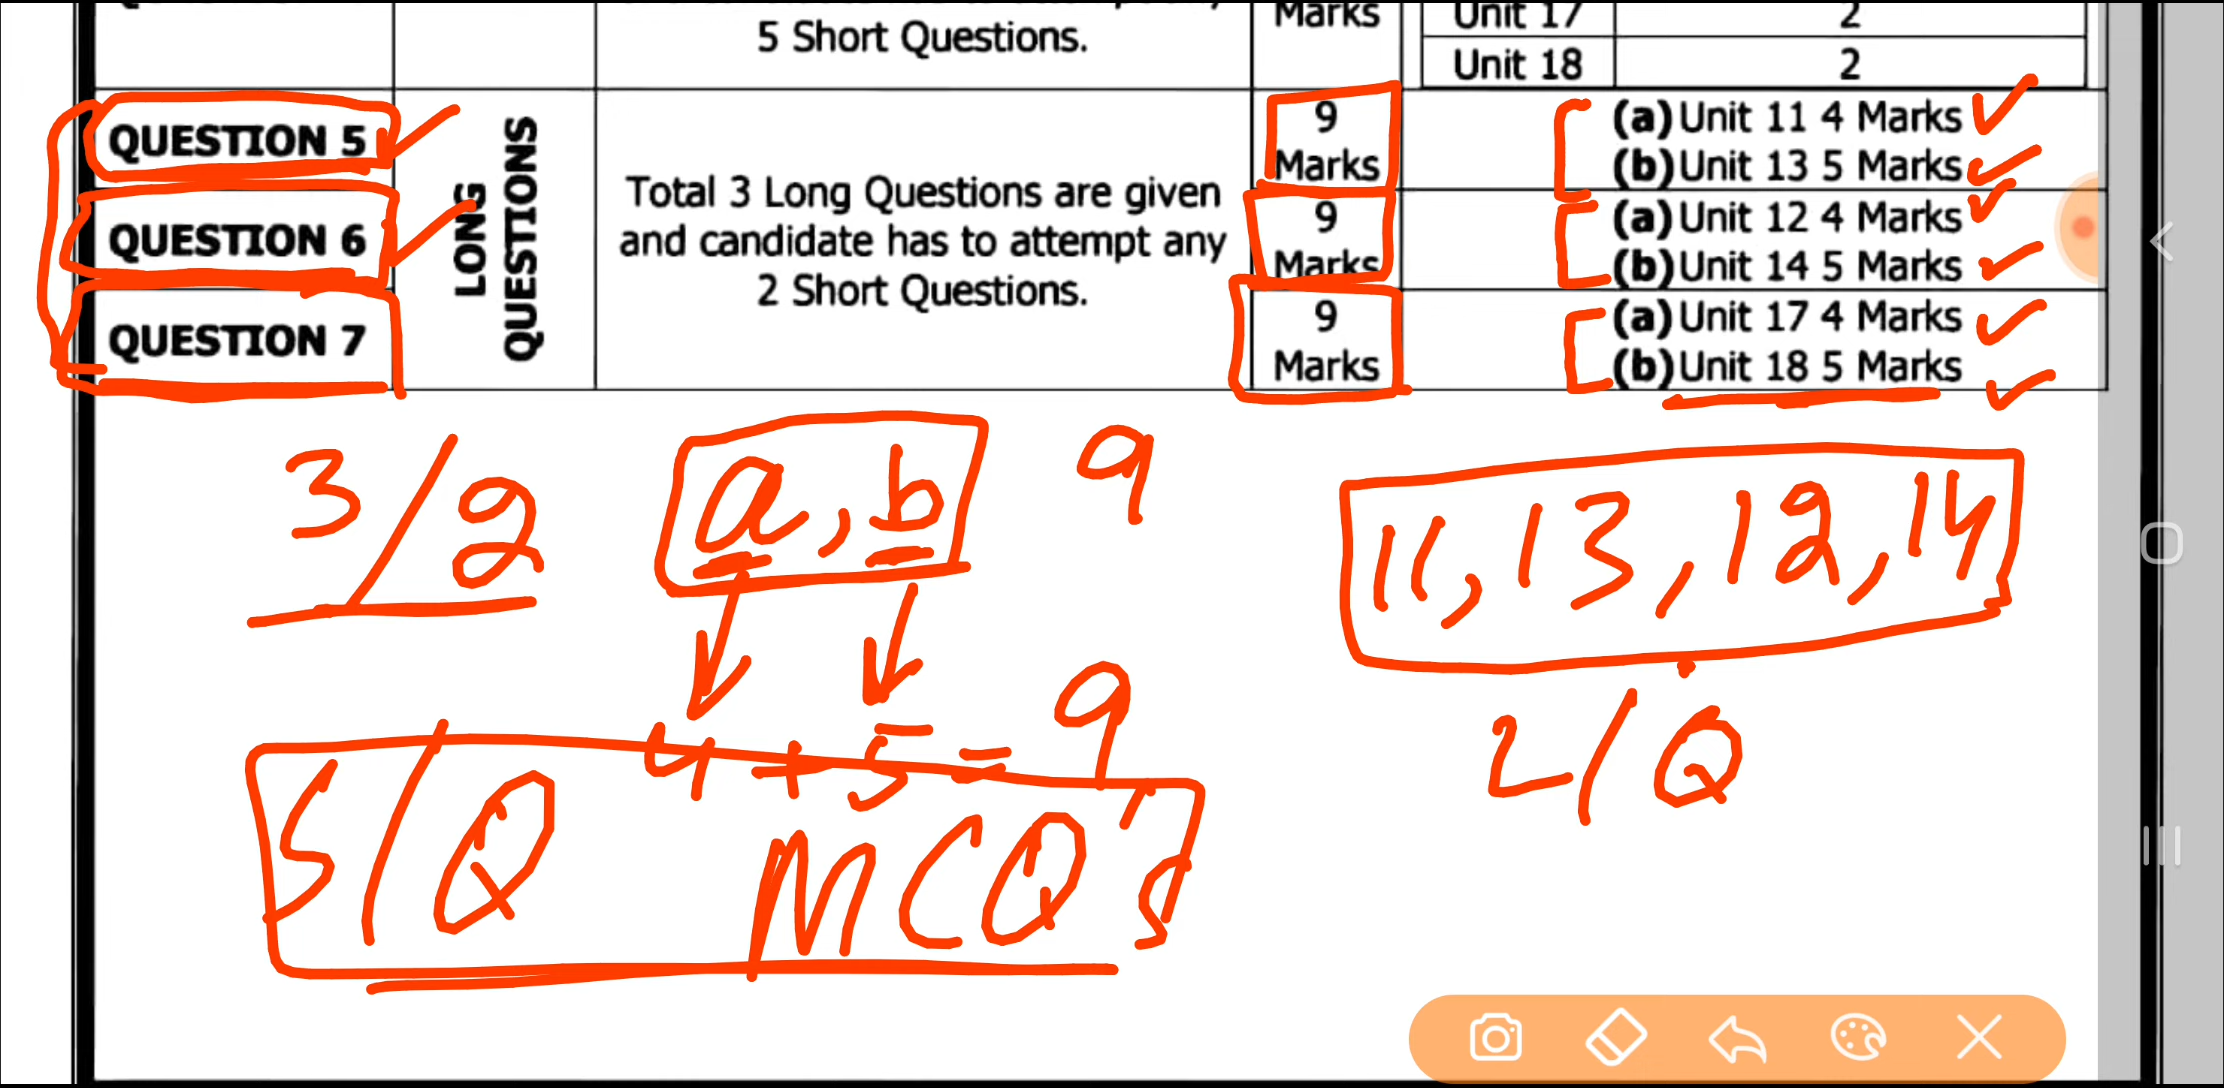 5 Short Questions.
Marks
Unit 17 2
Unit 18 2
QUESTION 5
QUESTION 6
QUESTION 7
LONG
QUESTIONS
Total 3 Long Questions are given
and candidate has to attempt any
2 Short Questions.
9
Marks
9
Marks
9
Marks
(a) Unit 11 4 Marks
(b) Unit 13 5 Marks
(a) Unit 12 4 Marks
(b) Unit 14 5 Marks
(a) Unit 17 4 Marks
(b) Unit 18 5 Marks
3/2 a, b 9
11, 13, 12, 14
4 + 5 = 9
2/Q
S/Q MCQ's